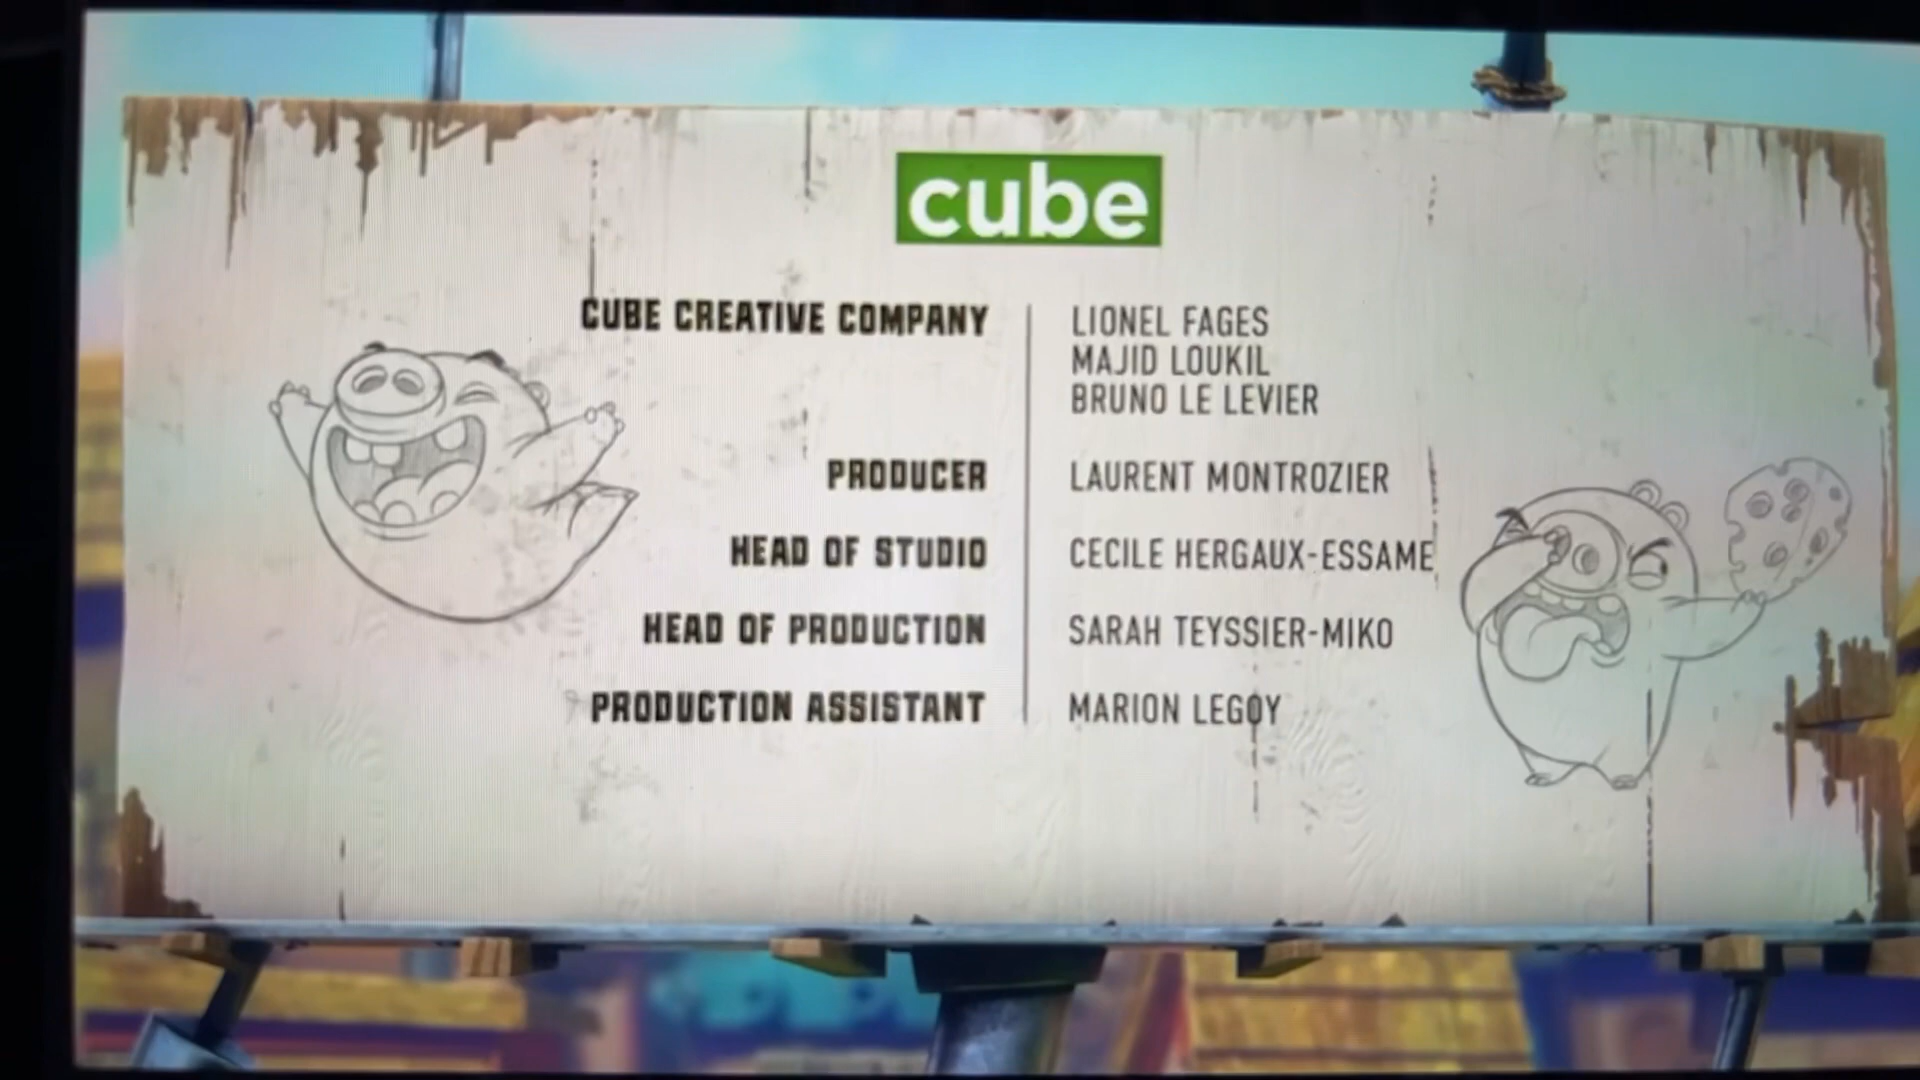 cube
CUBE CREATIVE COMPANY LIONEL FAGES
MAJID LOUKIL
BRUNO LE LEVIER
PRODUCER LAURENT MONTROZIER
HEAD OF STUDIO CECILE HERGAUX-ESSAME
HEAD OF PRODUCTION SARAH TEYSSIER-MIKO
PRODUCTION ASSISTANT MARION LEGOY